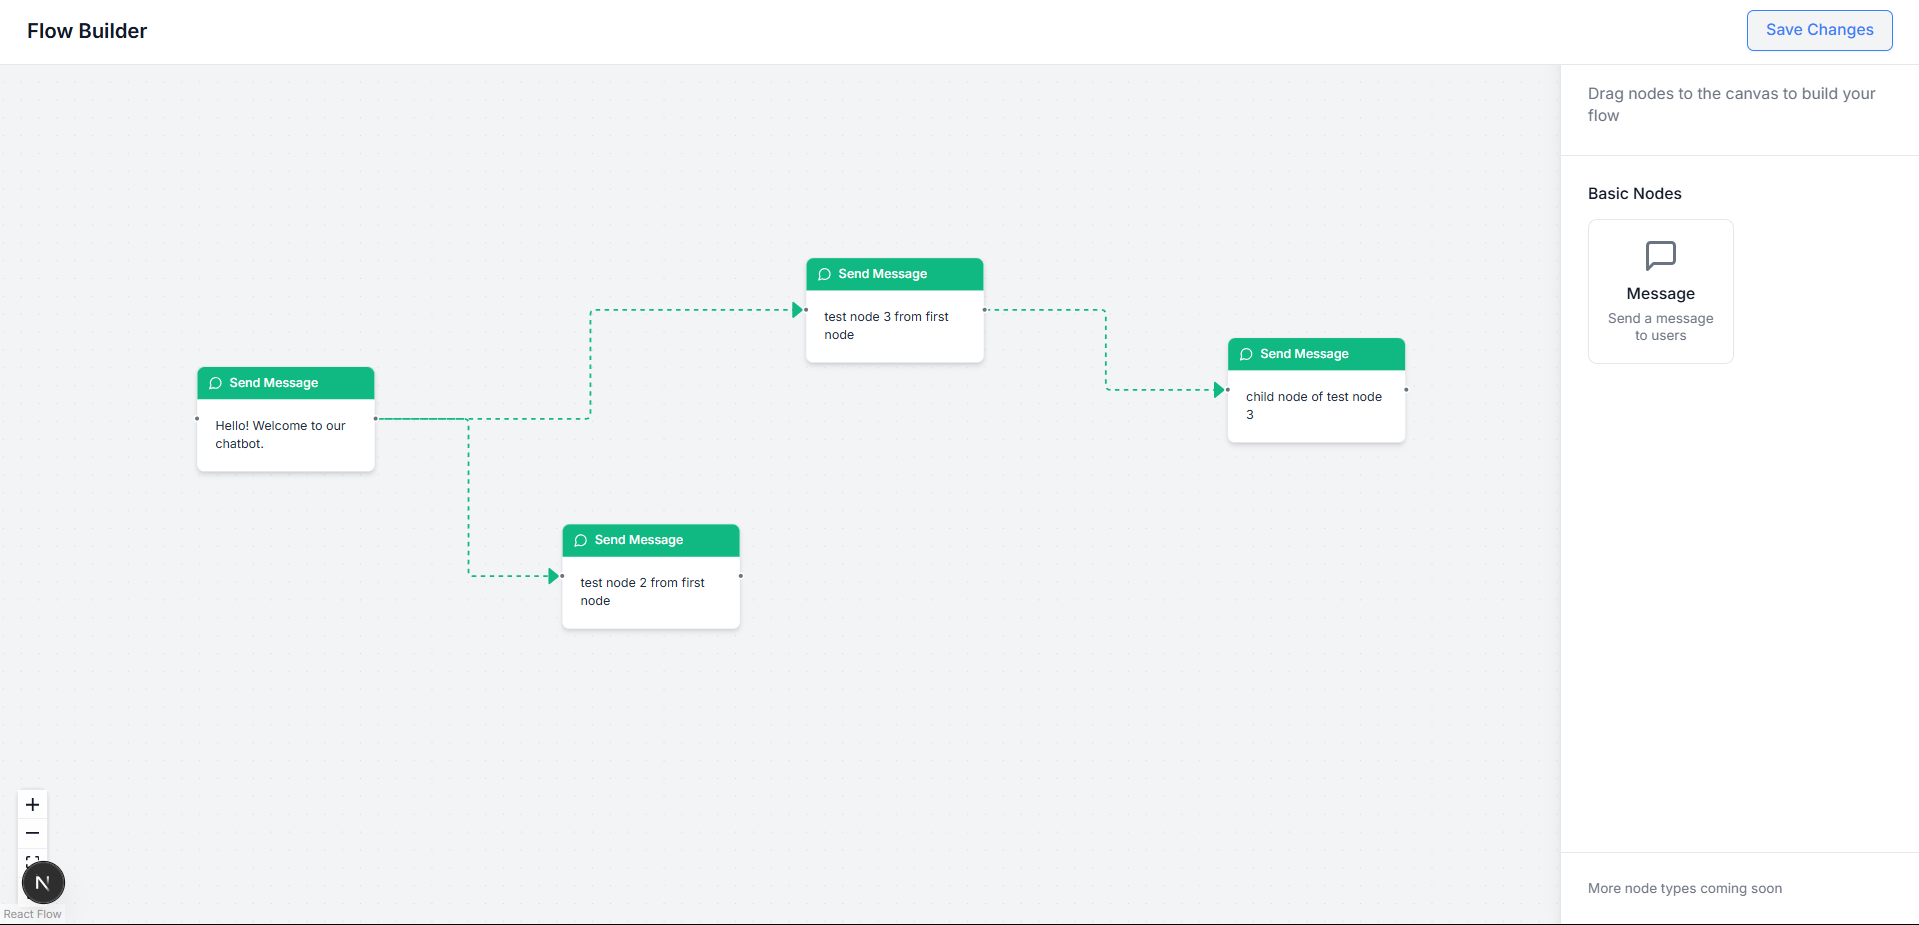 Flow Builder
Save Changes
Drag nodes to the canvas to build your
flow
Basic Nodes
Message
Send a message
to users
Send Message
test node 3 from first
node
Send Message
child node of test node
3
Send Message
Hello! Welcome to our
chatbot.
Send Message
test node 2 from first
node
N
React Flow
More node types coming soon